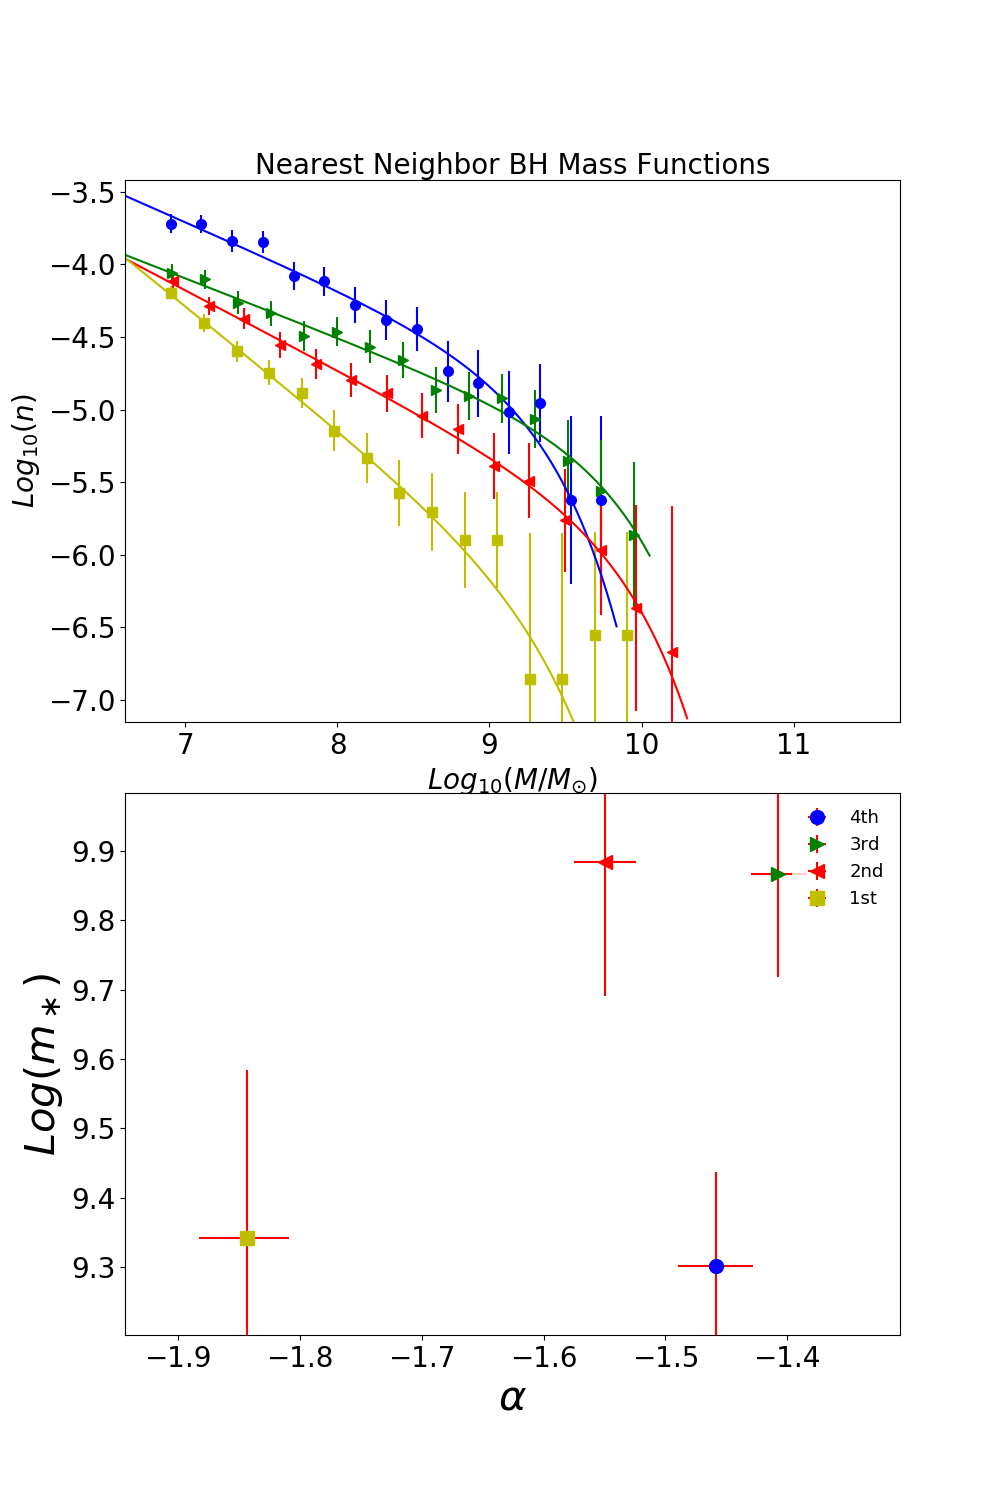 Nearest Neighbor BH Mass Functions
−3.5
−4.0
−4.5
−5.0
−5.5
−6.0
−6.5
−7.0
Log₁₀(n)
7 8 9 10 11
Log₁₀(M/M☉)
4th
3rd
2nd
1st
9.9
9.8
9.7
9.6
9.5
9.4
9.3
Log(m∗)
−1.9 −1.8 −1.7 −1.6 −1.5 −1.4
α